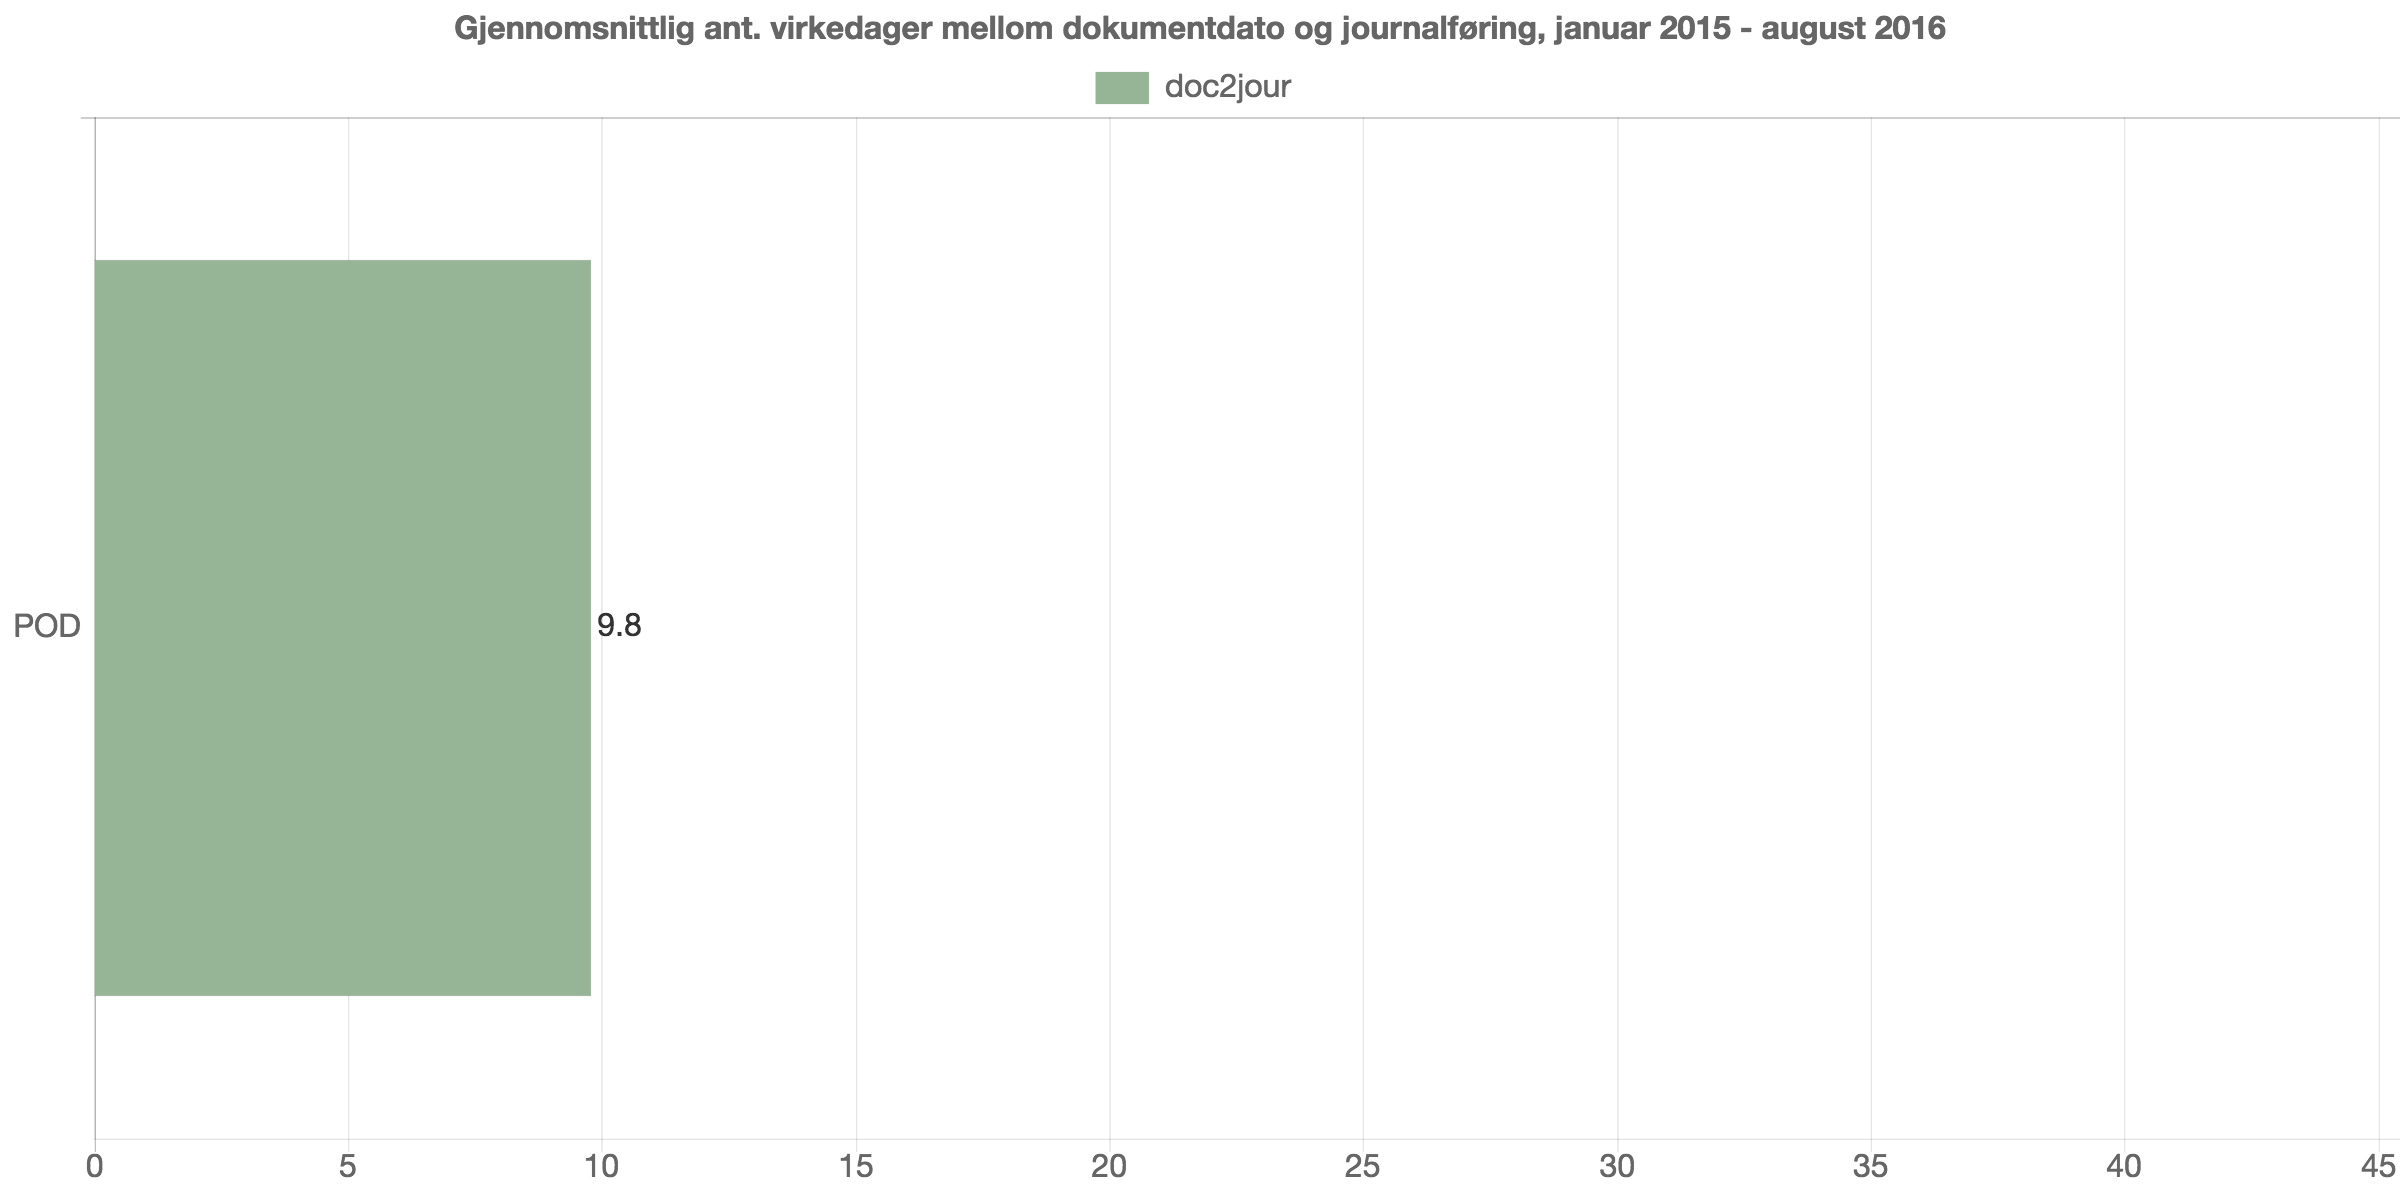 Gjennomsnittlig ant. virkedager mellom dokumentdato og journalføring, januar 2015 - august 2016
doc2jour
POD
9.8
0 5 10 15 20 25 30 35 40 45